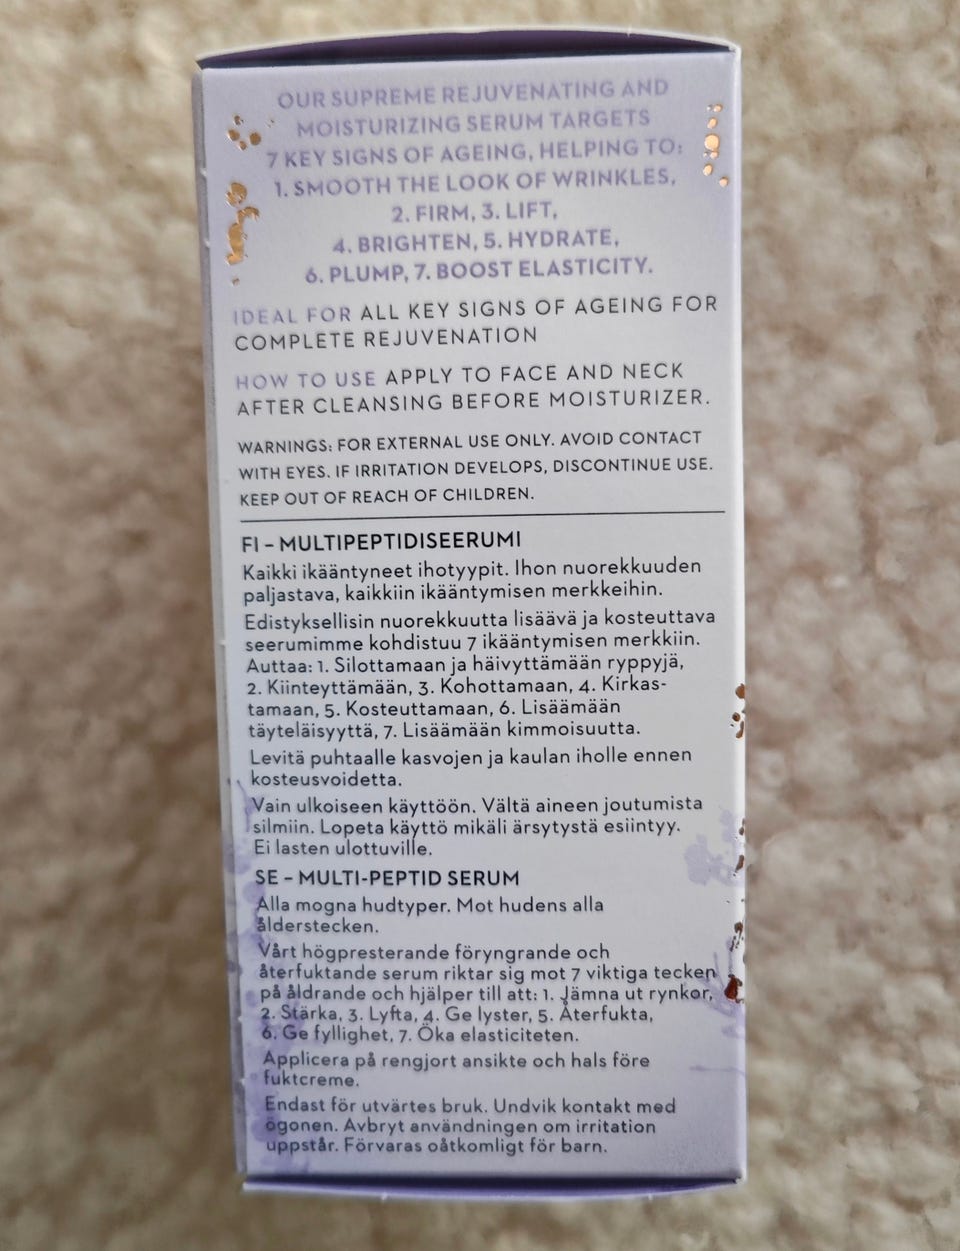 OUR SUPREME REJUVENATING AND
MOISTURIZING SERUM TARGETS
7 KEY SIGNS OF AGEING, HELPING TO:
1. SMOOTH THE LOOK OF WRINKLES,
2. FIRM, 3. LIFT,
4. BRIGHTEN, 5. HYDRATE,
6. PLUMP, 7. BOOST ELASTICITY.
IDEAL FOR ALL KEY SIGNS OF AGEING FOR
COMPLETE REJUVENATION
HOW TO USE APPLY TO FACE AND NECK
AFTER CLEANSING BEFORE MOISTURIZER.
WARNINGS: FOR EXTERNAL USE ONLY. AVOID CONTACT
WITH EYES. IF IRRITATION DEVELOPS, DISCONTINUE USE.
KEEP OUT OF REACH OF CHILDREN.
FI – MULTIPEPTIDISEERUMI
Kaikki ikääntyneet ihotyypit. Ihon nuorekkuuden
paljastava, kaikkiin ikääntymisen merkkeihin.
Edistyksellisin nuorekkuutta lisäävä ja kosteuttava
seerumimme kohdistuu 7 ikääntymisen merkkiin.
Auttaa: 1. Silottamaan ja häivyttämään ryppyjä,
2. Kiinteyttämään, 3. Kohottamaan, 4. Kirkas-
tamaan, 5. Kosteuttamaan, 6. Lisäämään
täyteläisyyttä, 7. Lisäämään kimmoisuutta.
Levitä puhtaalle kasvojen ja kaulan iholle ennen
kosteusvoidetta.
Vain ulkoiseen käyttöön. Vältä aineen joutumista
silmiin. Lopeta käyttö mikäli ärsytystä esiintyy.
Ei lasten ulottuville.
SE – MULTI-PEPTID SERUM
Alla mogna hudtyper. Mot hudens alla
ålderstecken.
Vårt högpresterande föryngrande och
återfuktande serum riktar sig mot 7 viktiga tecken
på åldrande och hjälper till att: 1. Jämna ut rynkor,
2. Stärka, 3. Lyfta, 4. Ge lyster, 5. Återfukta,
6. Ge fyllighet, 7. Öka elasticiteten.
Applicera på rengjort ansikte och hals före
fuktcreme.
Endast för utvärtes bruk. Undvik kontakt med
ögonen. Avbryt användningen om irritation
uppstår. Förvaras oåtkomligt för barn.